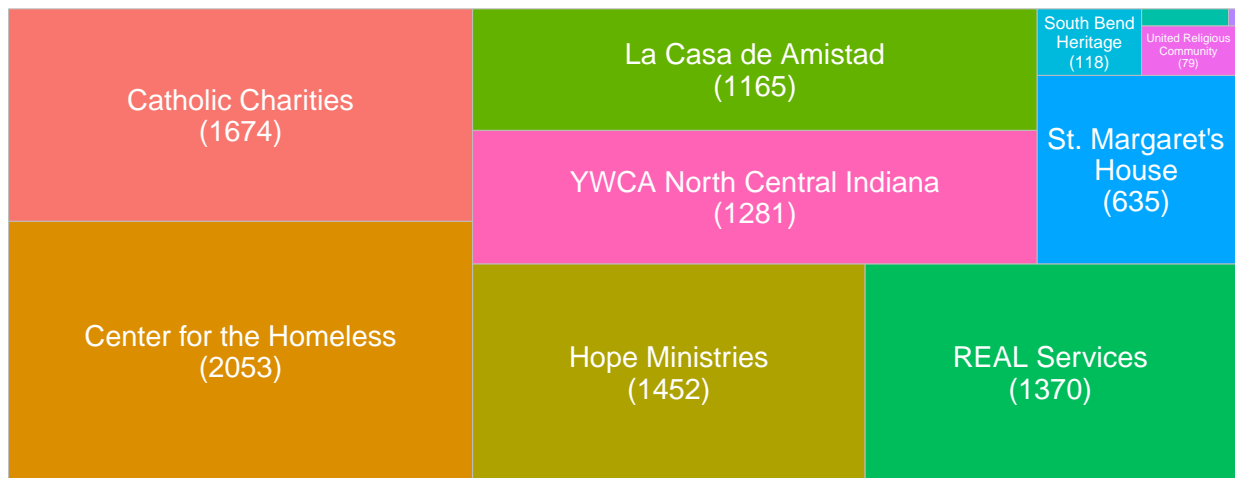 Catholic Charities
(1674)
Center for the Homeless
(2053)
La Casa de Amistad
(1165)
YWCA North Central Indiana
(1281)
Hope Ministries
(1452)
REAL Services
(1370)
South Bend
Heritage
(118)
United Religious
Community
(79)
St. Margaret's
House
(635)